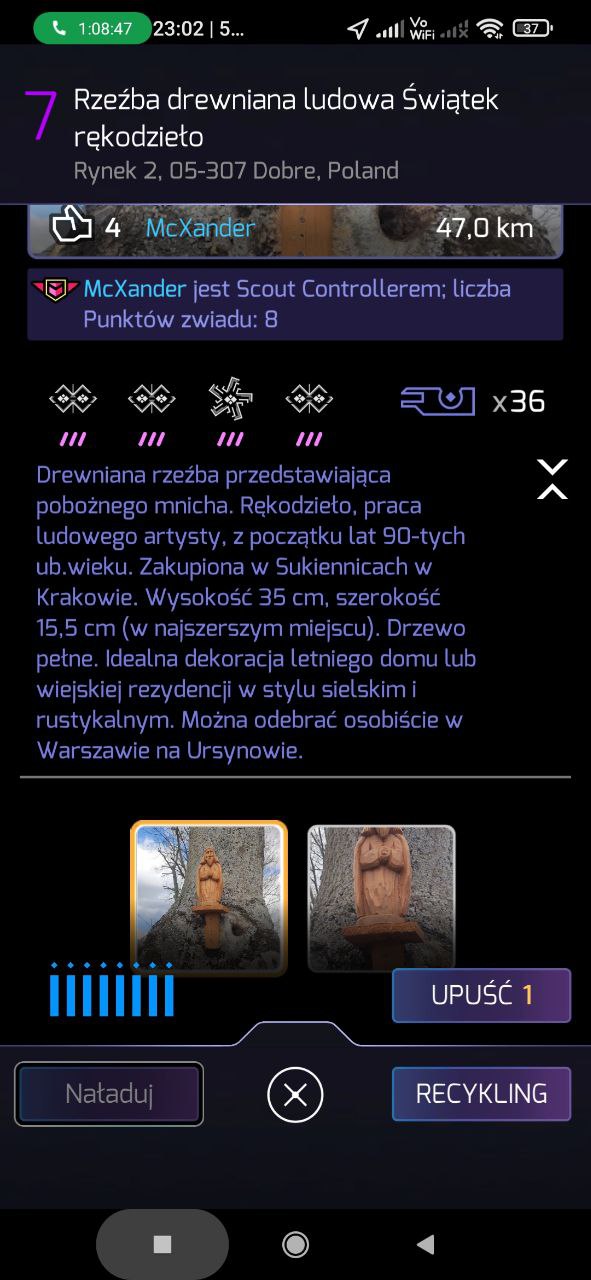 1:08:47 23:02 | 5... Vo WiFi 37
7 Rzeźba drewniana ludowa Świątek
rękodzieło
Rynek 2, 05-307 Dobre, Poland
4 McXander 47,0 km
McXander jest Scout Controllerem; liczba
Punktów zwiadu: 8
x36
Drewniana rzeźba przedstawiająca
pobożnego mnicha. Rękodzieło, praca
ludowego artysty, z początku lat 90-tych
ub.wieku. Zakupiona w Sukiennicach w
Krakowie. Wysokość 35 cm, szerokość
15,5 cm (w najszerszym miejscu). Drzewo
pełne. Idealna dekoracja letniego domu lub
wiejskiej rezydencji w stylu sielskim i
rustykalnym. Można odebrać osobiście w
Warszawie na Ursynowie.
UPUŚĆ 1
Naładuj RECYKLING